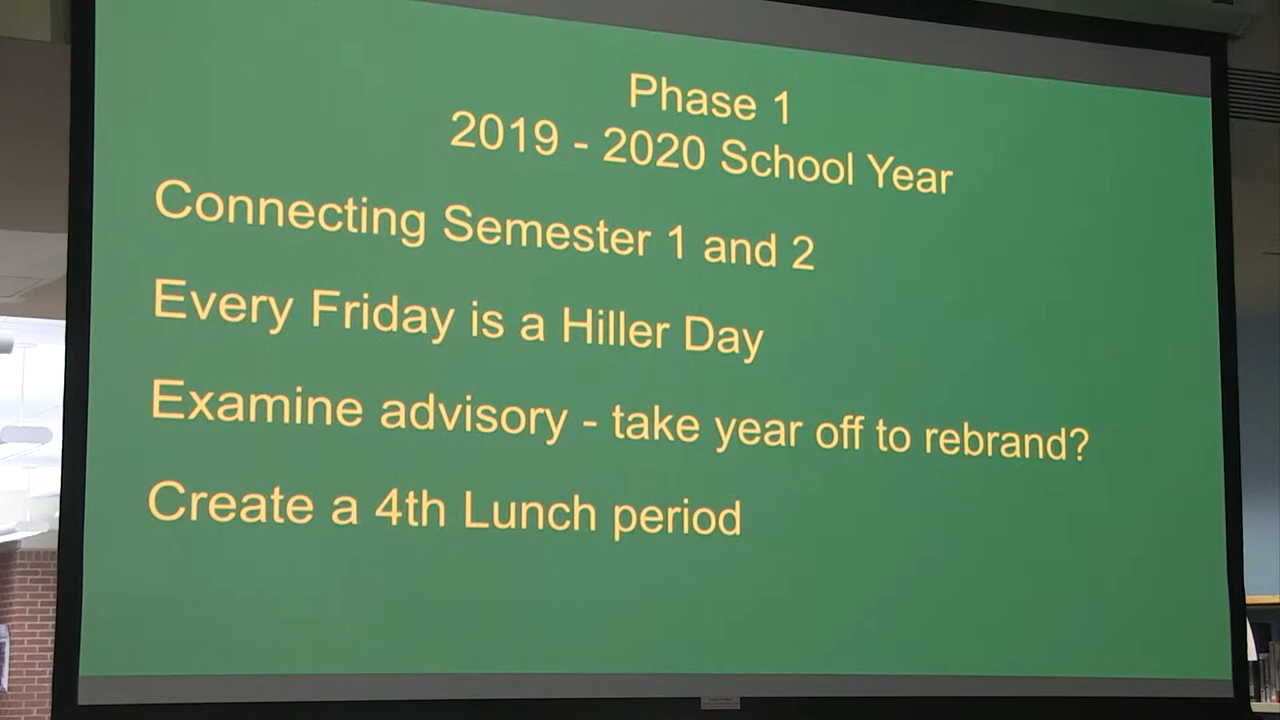 Phase 1
2019 - 2020 School Year
Connecting Semester 1 and 2
Every Friday is a Hiller Day
Examine advisory - take year off to rebrand?
Create a 4th Lunch period